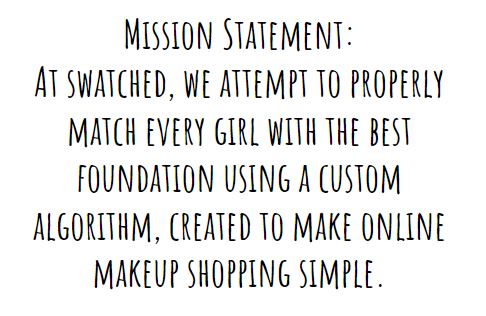 Mission Statement:
At swatched, we attempt to properly
match every girl with the best
foundation using a custom
algorithm, created to make online
makeup shopping simple.